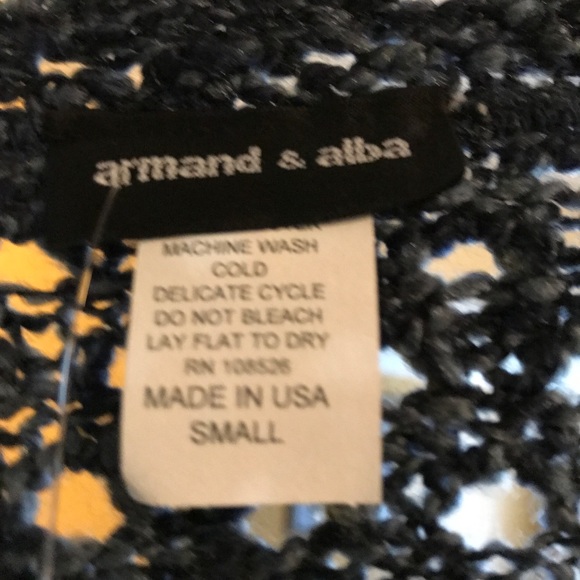 armand & alba
MACHINE WASH
COLD
DELICATE CYCLE
DO NOT BLEACH
LAY FLAT TO DRY
RN 108526
MADE IN USA
SMALL